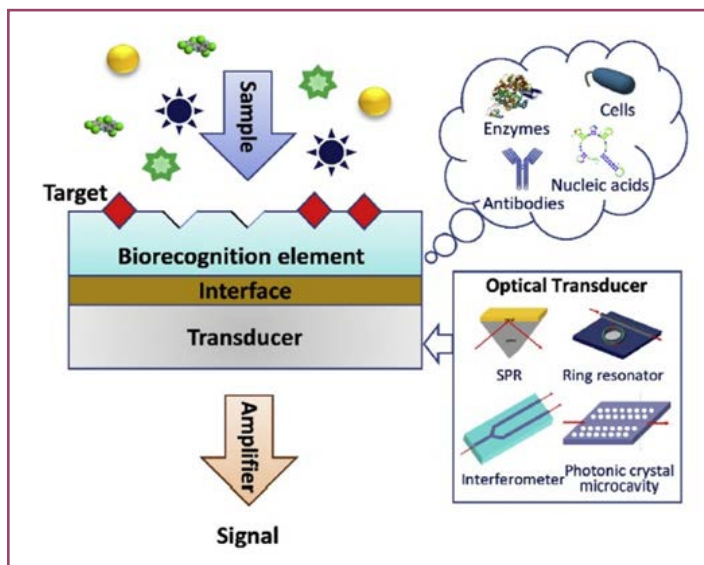 Sample
Target
Biorecognition element
Interface
Transducer
Amplifier
Signal
Enzymes
Cells
Antibodies
Nucleic acids
Optical Transducer
SPR
Ring resonator
Interferometer
Photonic crystal
microcavity